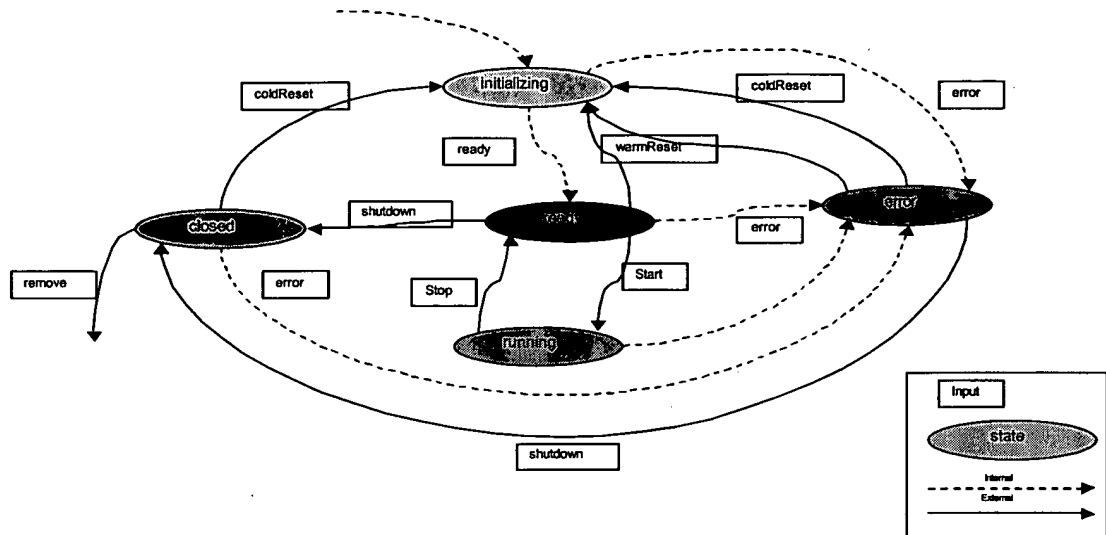 initializing
coldReset
coldReset
error
ready
warmReset
error
closed
shutdown
ready
error
remove
error
Stop
Start
running
shutdown
Input
state
Internal
External